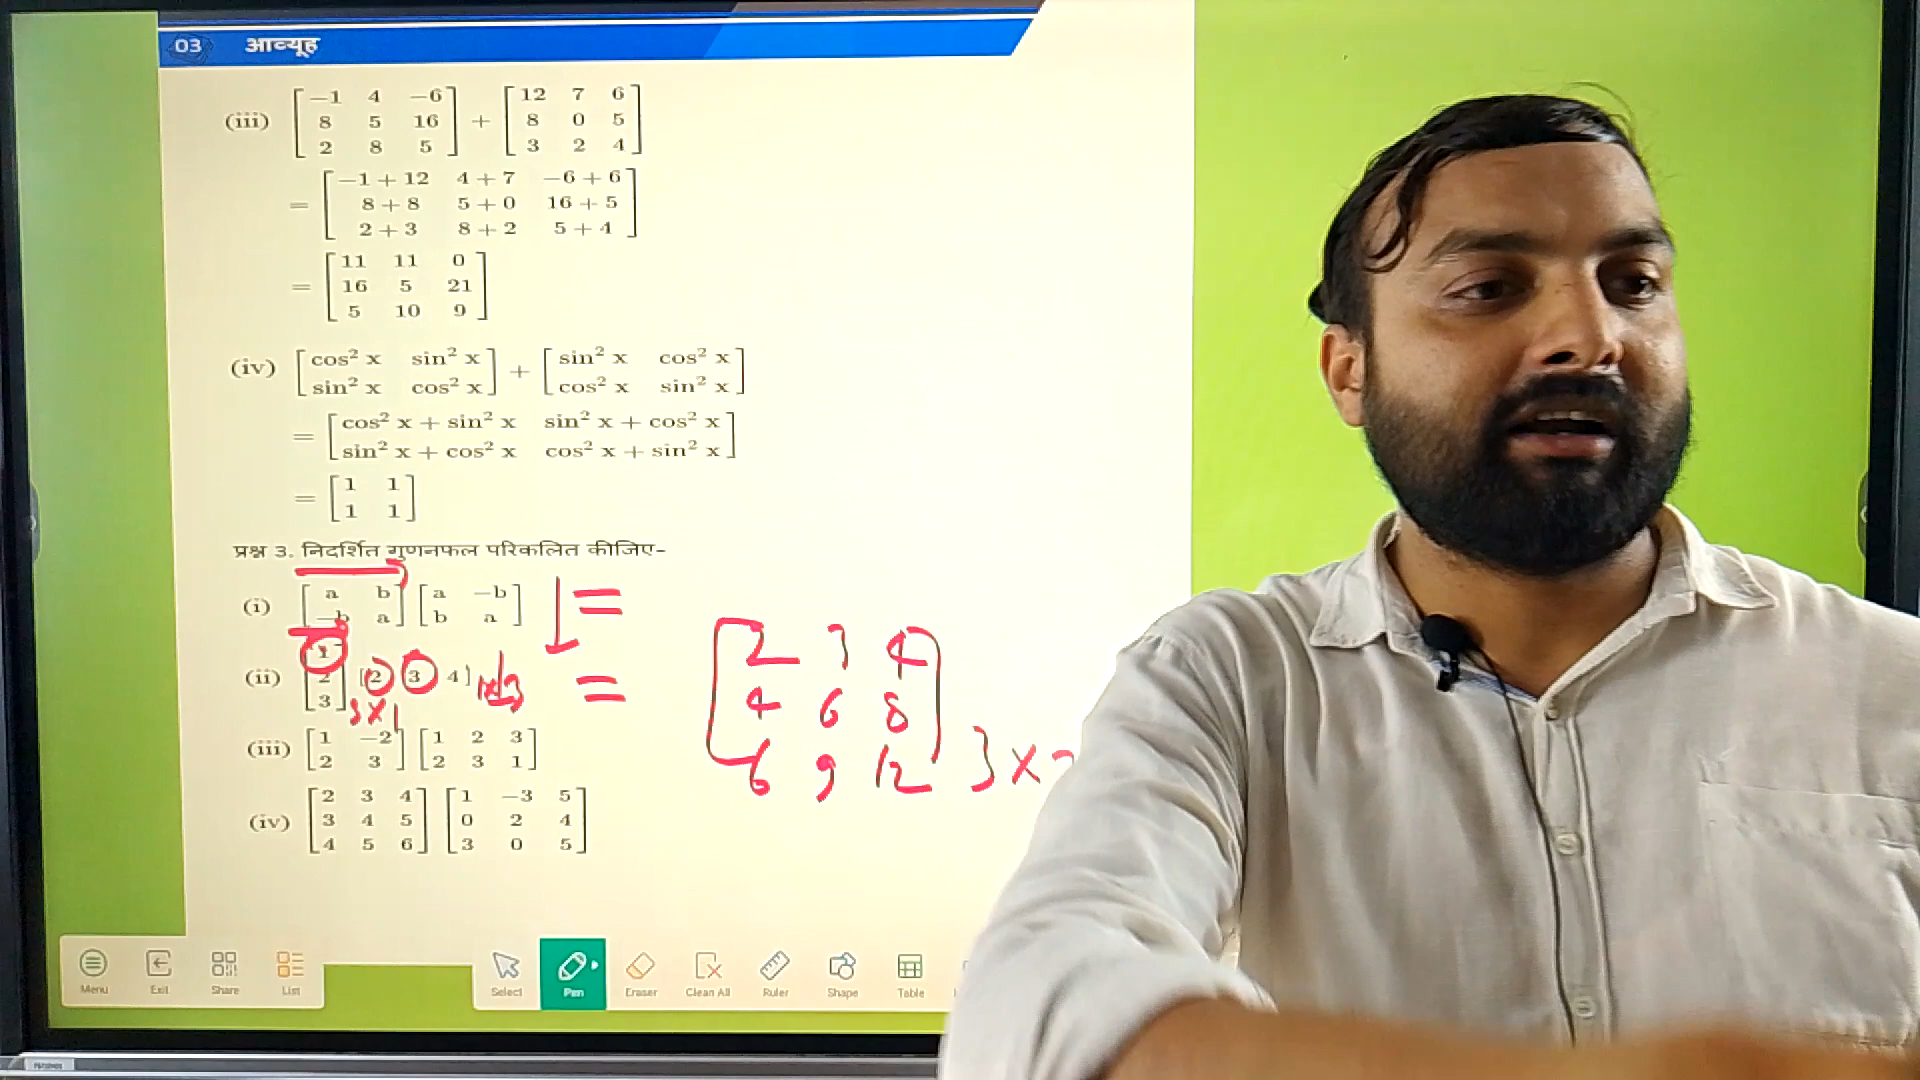 03 आव्यूह
(iii) [-1 4 -6] + [12 7 6]
[8 5 16] [8 0 5]
[2 8 5] [3 2 4]
= [-1 + 12 4 + 7 -6 + 6]
[8 + 8 5 + 0 16 + 5]
[2 + 3 8 + 2 5 + 4]
= [11 11 0]
[16 5 21]
[5 10 9]
(iv) [cos² x sin² x] + [sin² x cos² x]
[sin² x cos² x] [cos² x sin² x]
= [cos² x + sin² x sin² x + cos² x]
[sin² x + cos² x cos² x + sin² x]
= [1 1]
[1 1]
प्रश्न 3. निदर्शित गुणनफल परिकलित कीजिए-
(i) [a b] [a -b] =
[-b a] [b a]
(ii) [1] [2 3 4] 1x3 =
[2]
[3] 3x1
[2 3 4]
[4 6 8]
[6 9 12] 3x
(iii) [1 -2] [1 2 3]
[2 3] [2 3 1]
(iv) [2 3 4] [1 -3 5]
[3 4 5] [0 2 4]
[4 5 6] [3 0 5]
Menu Exit Share List Select Pen Eraser Clean All Ruler Shape Table